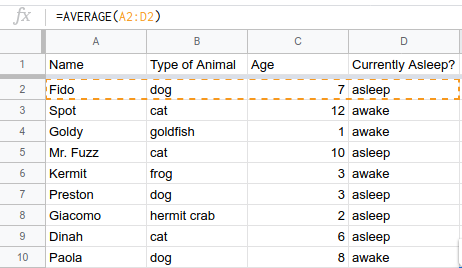 fx =AVERAGE(A2:D2)
A B C D
1 Name Type of Animal Age Currently Asleep?
2 Fido dog 7 asleep
3 Spot cat 12 awake
4 Goldy goldfish 1 awake
5 Mr. Fuzz cat 10 asleep
6 Kermit frog 3 awake
7 Preston dog 3 asleep
8 Giacomo hermit crab 2 asleep
9 Dinah cat 6 asleep
10 Paola dog 8 awake